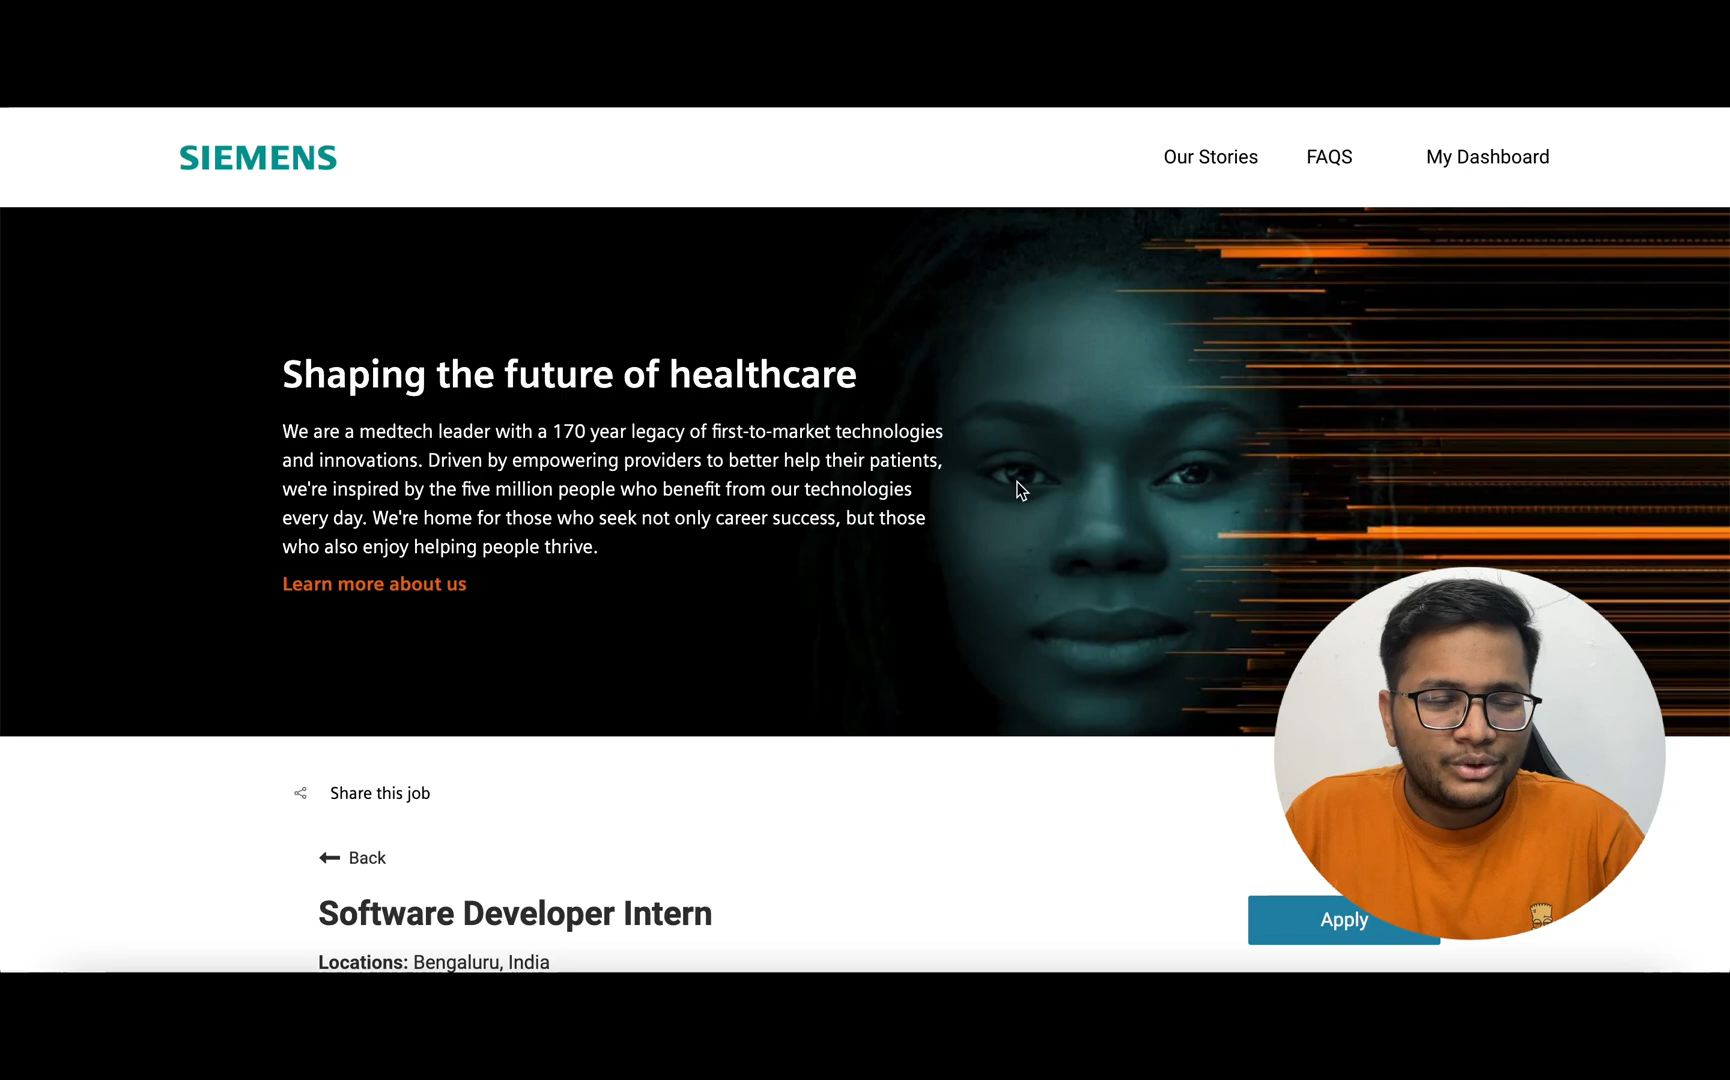 SIEMENS
Our Stories FAQS My Dashboard
Shaping the future of healthcare
We are a medtech leader with a 170 year legacy of first-to-market technologies
and innovations. Driven by empowering providers to better help their patients,
we're inspired by the five million people who benefit from our technologies
every day. We're home for those who seek not only career success, but those
who also enjoy helping people thrive.
Learn more about us
Share this job
Back
Software Developer Intern
Apply
Locations: Bengaluru, India